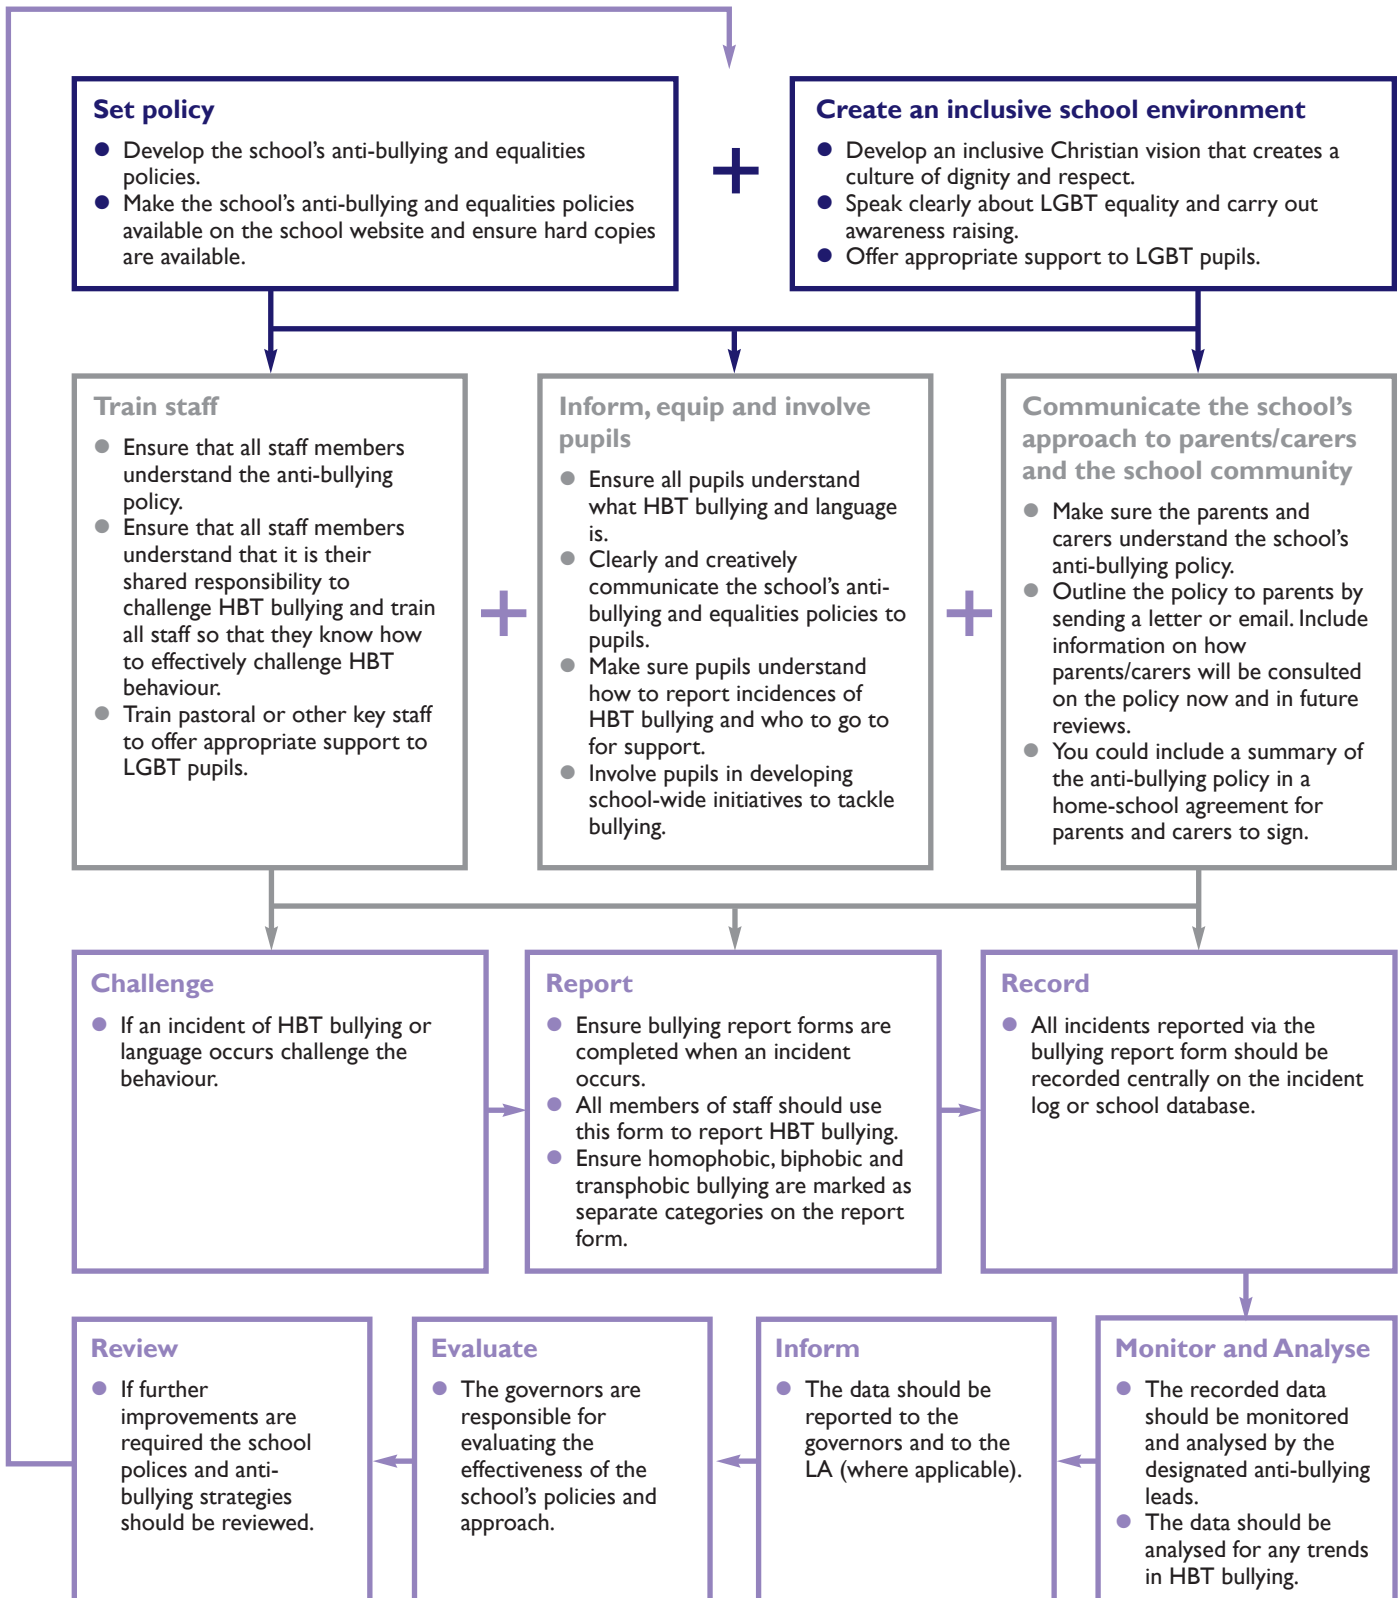 Set policy
● Develop the school’s anti-bullying and equalities
policies.
● Make the school’s anti-bullying and equalities policies
available on the school website and ensure hard copies
are available.
+
Create an inclusive school environment
● Develop an inclusive Christian vision that creates a
culture of dignity and respect.
● Speak clearly about LGBT equality and carry out
awareness raising.
● Offer appropriate support to LGBT pupils.
Train staff
● Ensure that all staff members
understand the anti-bullying
policy.
● Ensure that all staff members
understand that it is their
shared responsibility to
challenge HBT bullying and train
all staff so that they know how
to effectively challenge HBT
behaviour.
● Train pastoral or other key staff
to offer appropriate support to
LGBT pupils.
+
Inform, equip and involve
pupils
● Ensure all pupils understand
what HBT bullying and language
is.
● Clearly and creatively
communicate the school’s anti-
bullying and equalities policies to
pupils.
● Make sure pupils understand
how to report incidences of
HBT bullying and who to go to
for support.
● Involve pupils in developing
school-wide initiatives to tackle
bullying.
+
Communicate the school’s
approach to parents/carers
and the school community
● Make sure the parents and
carers understand the school’s
anti-bullying policy.
● Outline the policy to parents by
sending a letter or email. Include
information on how
parents/carers will be consulted
on the policy now and in future
reviews.
● You could include a summary of
the anti-bullying policy in a
home-school agreement for
parents and carers to sign.
Challenge
● If an incident of HBT bullying or
language occurs challenge the
behaviour.
Report
● Ensure bullying report forms are
completed when an incident
occurs.
● All members of staff should use
this form to report HBT bullying.
● Ensure homophobic, biphobic and
transphobic bullying are marked as
separate categories on the report
form.
Record
● All incidents reported via the
bullying report form should be
recorded centrally on the incident
log or school database.
Review
● If further
improvements are
required the school
polices and anti-
bullying strategies
should be reviewed.
Evaluate
● The governors are
responsible for
evaluating the
effectiveness of the
school’s policies and
approach.
Inform
● The data should be
reported to the
governors and to the
LA (where applicable).
Monitor and Analyse
● The recorded data
should be monitored
and analysed by the
designated anti-bullying
leads.
● The data should be
analysed for any trends
in HBT bullying.